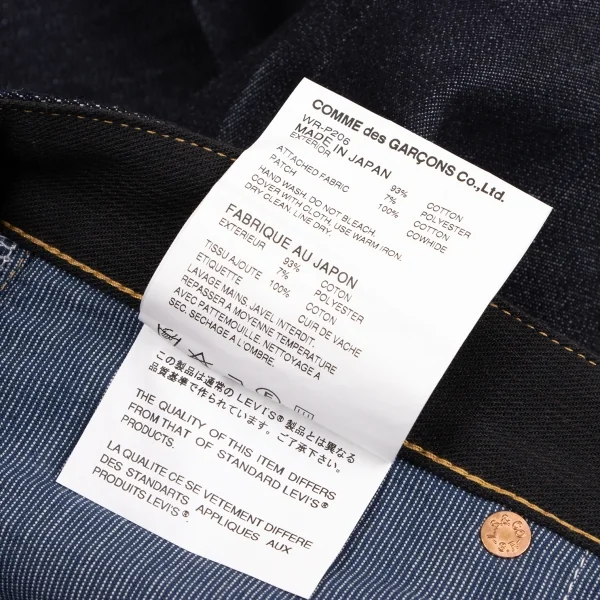 COMME des GARÇONS Co.,Ltd.
WR-P206
MADE IN JAPAN
EXTERIOR
93% COTTON
7% POLYESTER
ATTACHED FABRIC 100% COTTON
PATCH COWHIDE
HAND WASH, DO NOT BLEACH,
COVER WITH CLOTH, USE WARM IRON.
DRY CLEAN. LINE DRY.
FABRIQUE AU JAPON
EXTERIEUR
93% COTON
7% POLYESTER
TISSU AJOUTE 100% COTON
ETIQUETTE CUIR DE VACHE
LAVAGE MAINS, JAVEL INTERDIT.
REPASSER A MOYENNE TEMPERATURE
AVEC PATTEMOUILLE. NETTOYAGE A
SEC. SECHAGE A L'OMBRE.
この製品は通常の LEVI'S® 製品とは異なる
品質基準で作られています。ご了承下さい。
THE QUALITY OF THIS ITEM DIFFERS
FROM THAT OF STANDARD LEVI'S®
PRODUCTS.
LA QUALITE CE SE VETEMENT DIFFERE
DES STANDARTS APPLIQUES AUX
PRODUITS LEVI'S®.